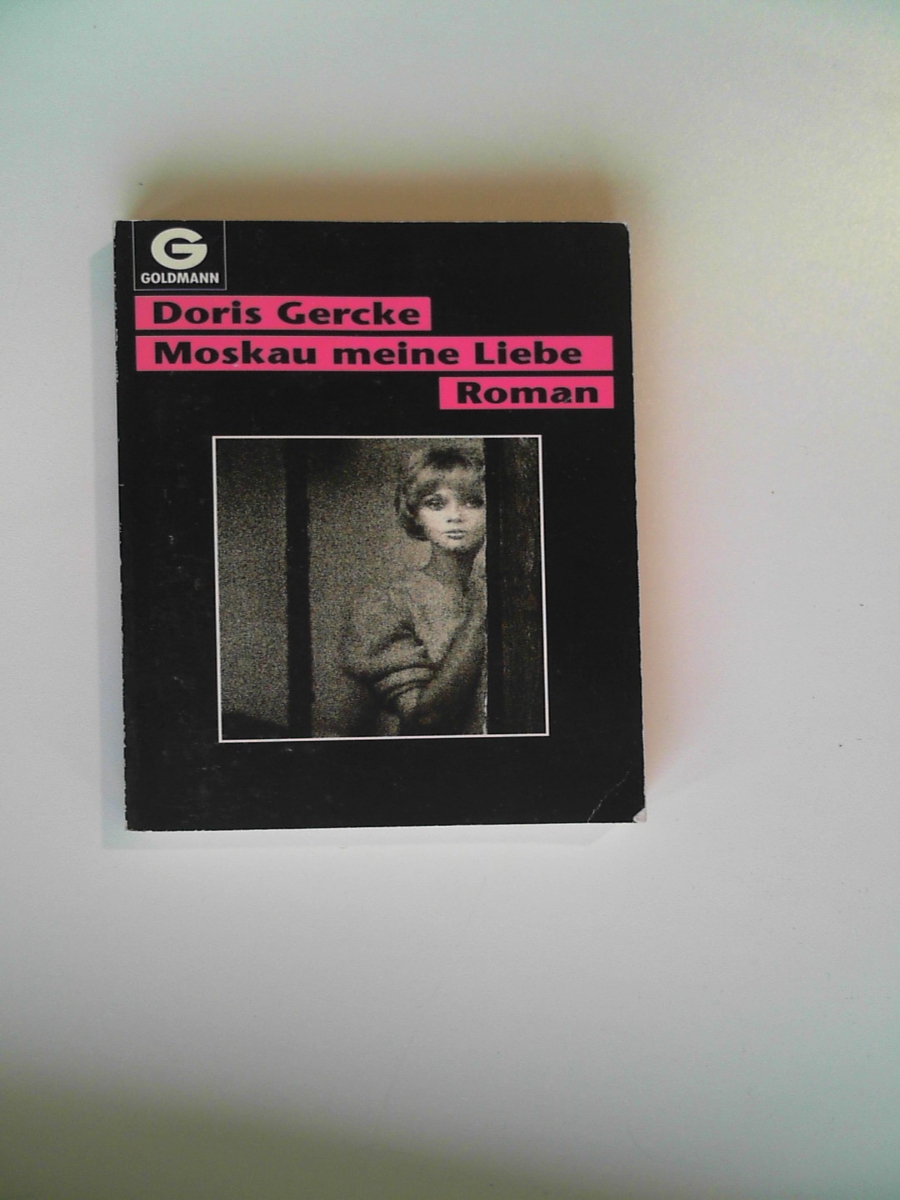 G
GOLDMANN
Doris Gercke
Moskau meine Liebe
Roman